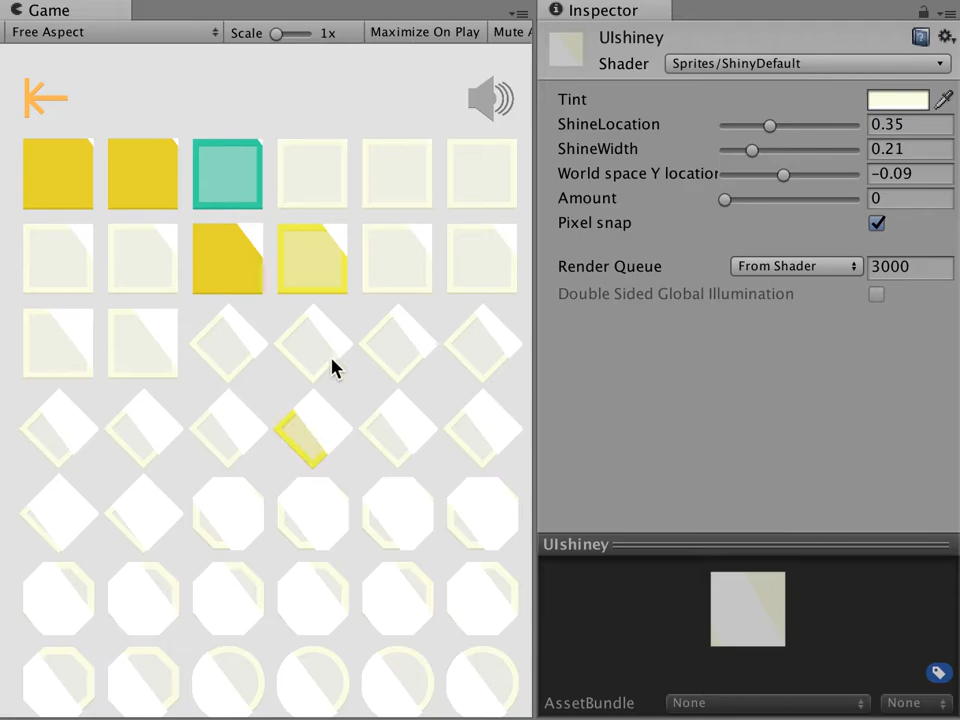 Game
Free Aspect Scale 1x Maximize On Play Mute A
Inspector
UIshiney
Shader Sprites/ShinyDefault
Tint
ShineLocation 0.35
ShineWidth 0.21
World space Y location -0.09
Amount 0
Pixel snap
Render Queue From Shader 3000
Double Sided Global Illumination
UIshiney
AssetBundle None None